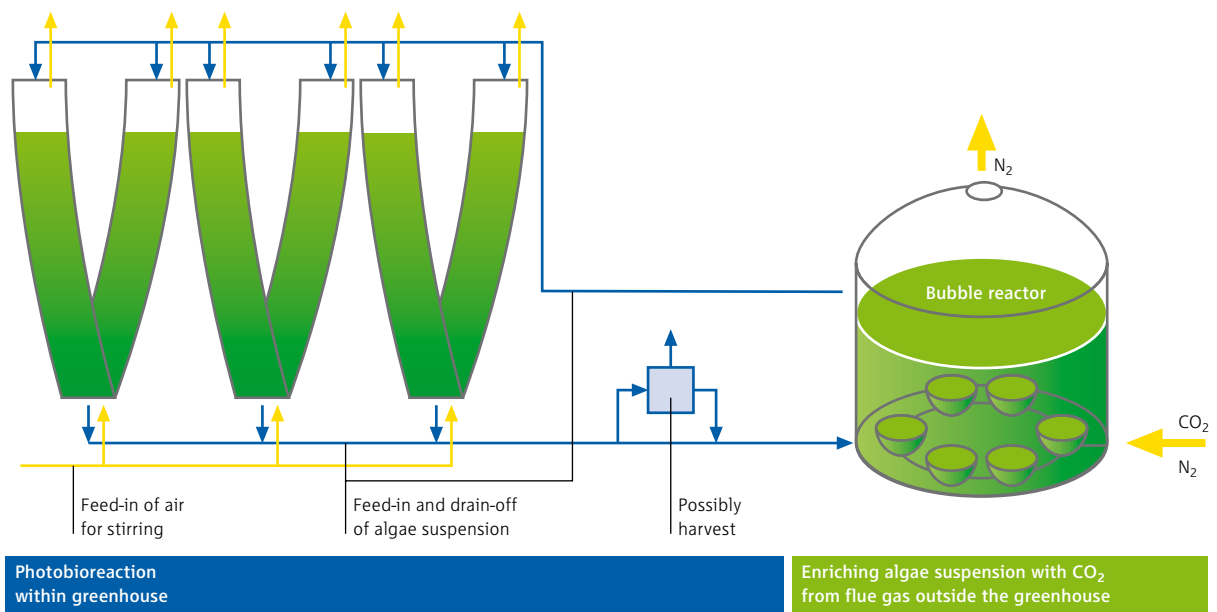 N₂
Bubble reactor
CO₂
N₂
Feed-in of air
for stirring
Feed-in and drain-off
of algae suspension
Possibly
harvest
Photobioreaction
within greenhouse
Enriching algae suspension with CO₂
from flue gas outside the greenhouse